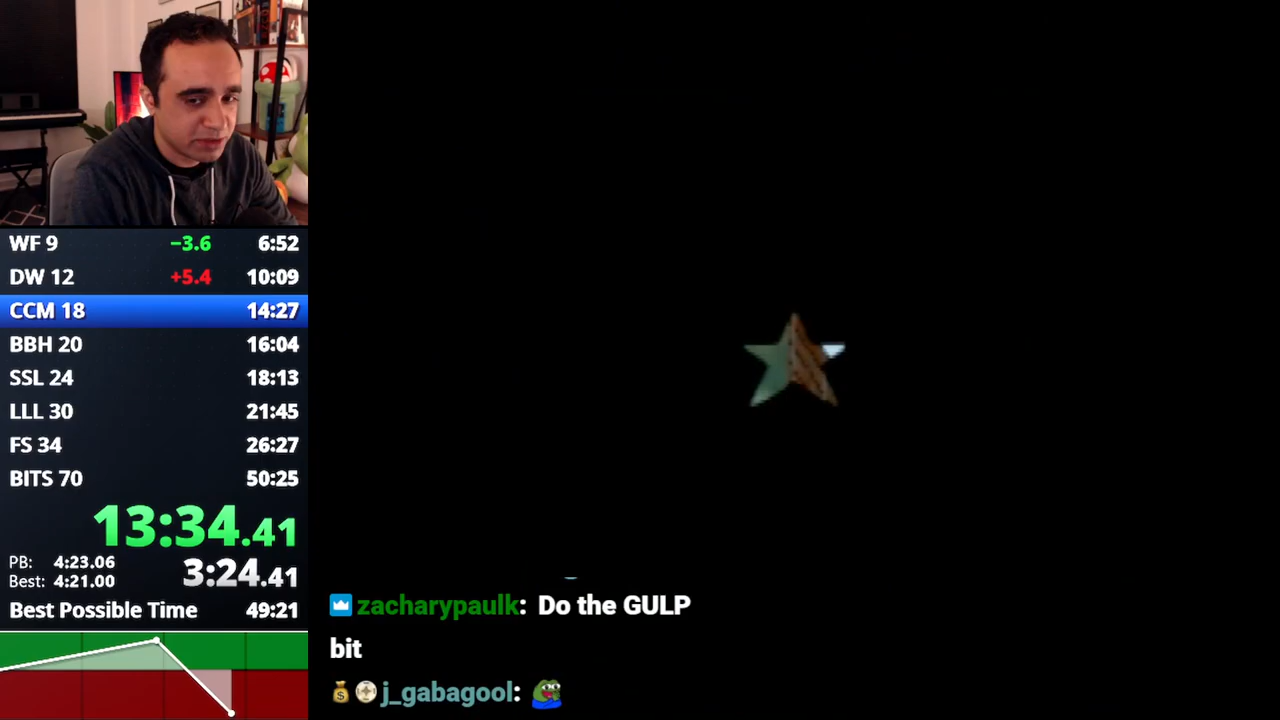 WF 9 −3.6 6:52
DW 12 +5.4 10:09
CCM 18 14:27
BBH 20 16:04
SSL 24 18:13
LLL 30 21:45
FS 34 26:27
BITS 70 50:25
13:34.41
PB: 4:23.06
Best: 4:21.00
3:24.41
Best Possible Time 49:21
zacharypaulk: Do the GULP
bit
j_gabagool: